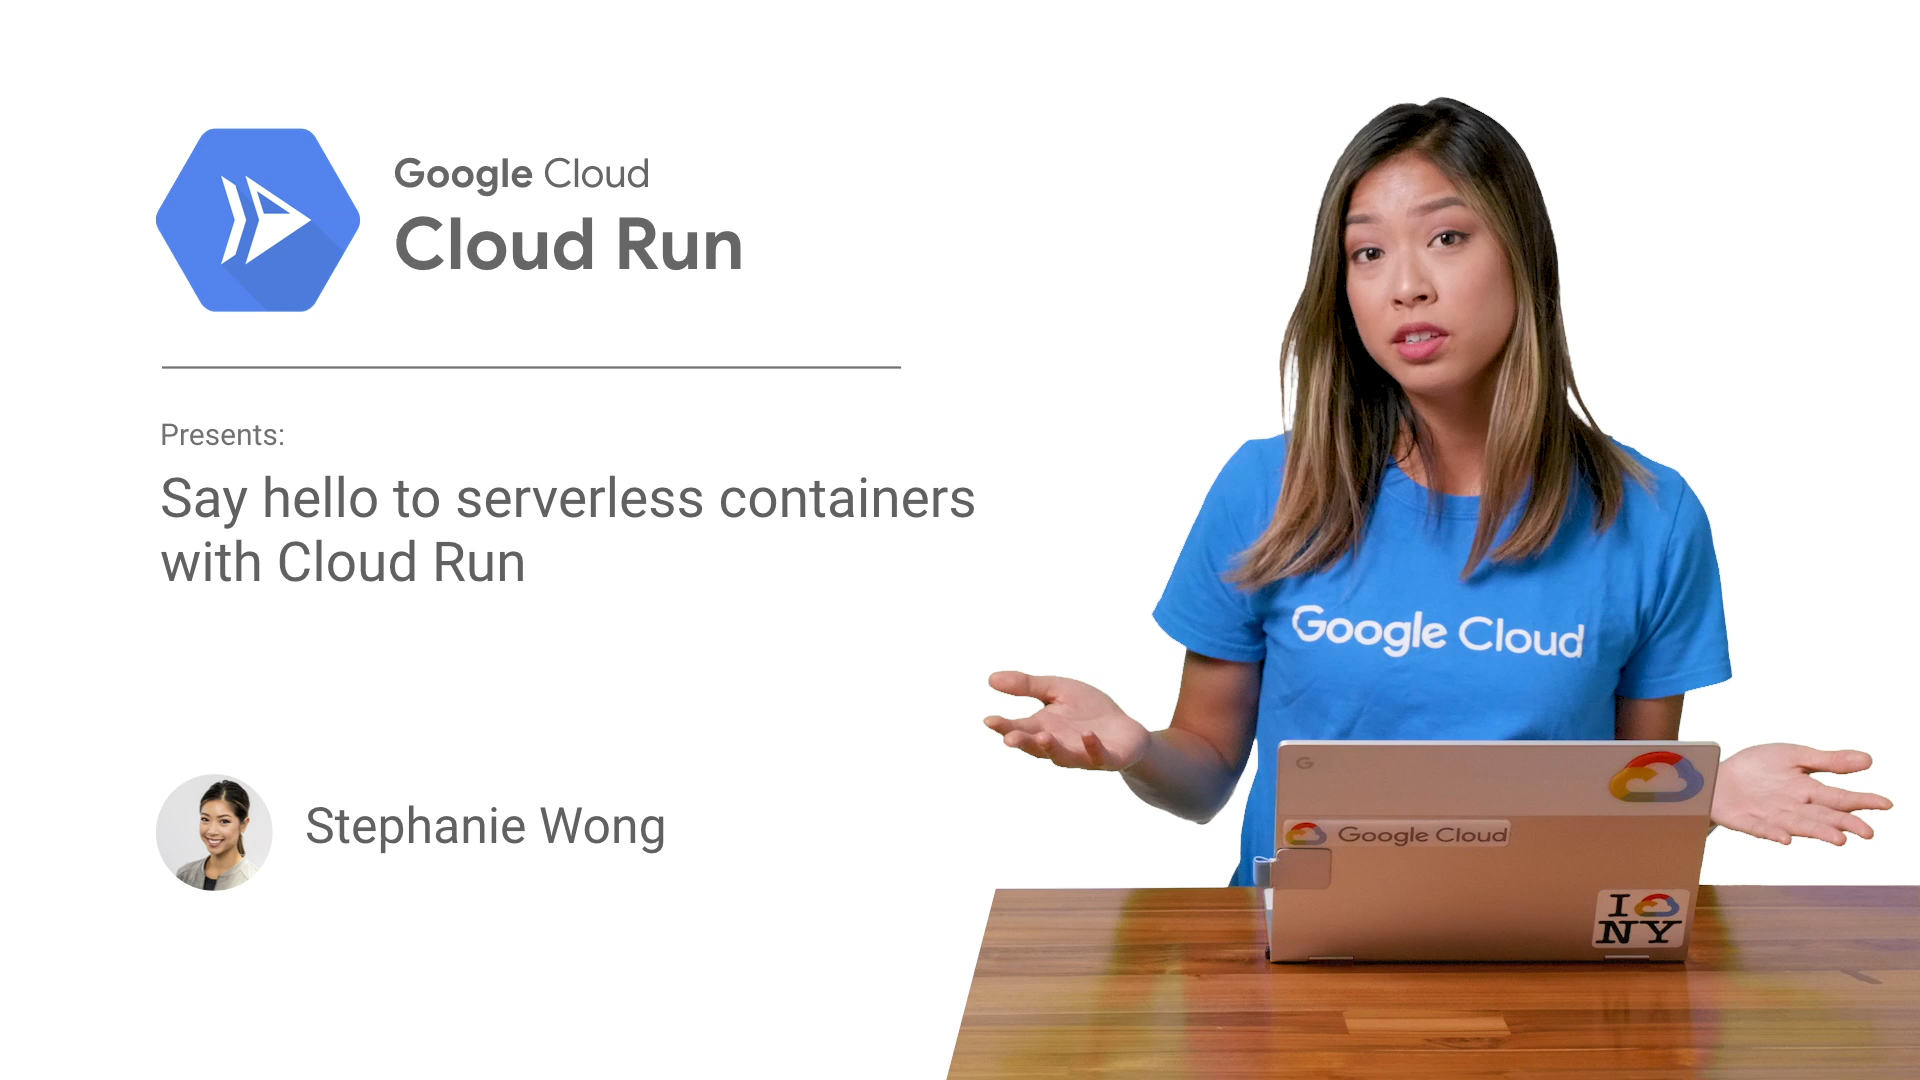 Google Cloud
Cloud Run
Presents:
Say hello to serverless containers
with Cloud Run
Stephanie Wong
Google Cloud
G
Google Cloud
I
NY